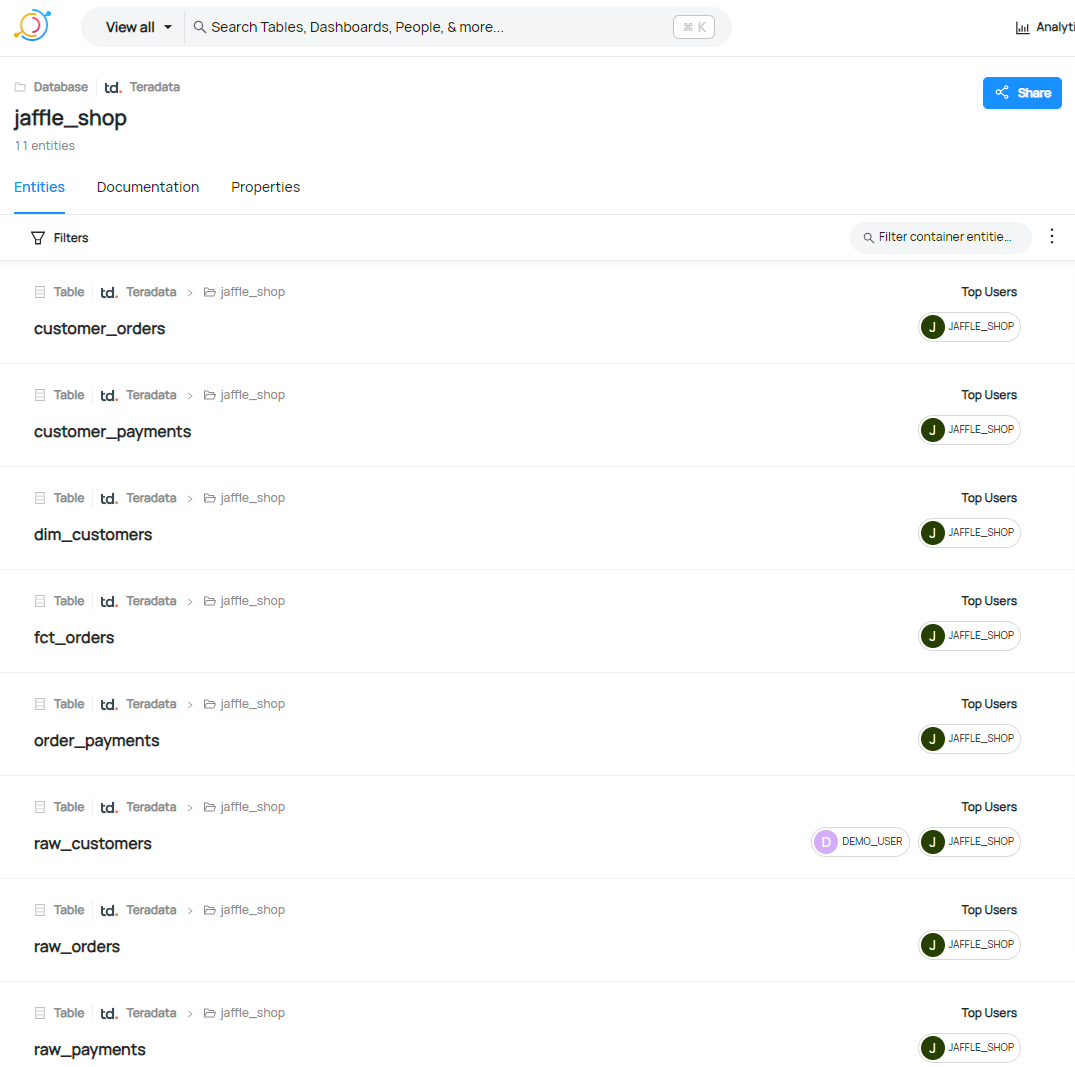 View all Search Tables, Dashboards, People, & more... ⌘ K Analyti
Database td. Teradata
Share
jaffle_shop
11 entities
Entities Documentation Properties
Filters Filter container entitie...
Table td. Teradata > jaffle_shop Top Users
customer_orders J JAFFLE_SHOP
Table td. Teradata > jaffle_shop Top Users
customer_payments J JAFFLE_SHOP
Table td. Teradata > jaffle_shop Top Users
dim_customers J JAFFLE_SHOP
Table td. Teradata > jaffle_shop Top Users
fct_orders J JAFFLE_SHOP
Table td. Teradata > jaffle_shop Top Users
order_payments J JAFFLE_SHOP
Table td. Teradata > jaffle_shop Top Users
raw_customers D DEMO_USER J JAFFLE_SHOP
Table td. Teradata > jaffle_shop Top Users
raw_orders J JAFFLE_SHOP
Table td. Teradata > jaffle_shop Top Users
raw_payments J JAFFLE_SHOP